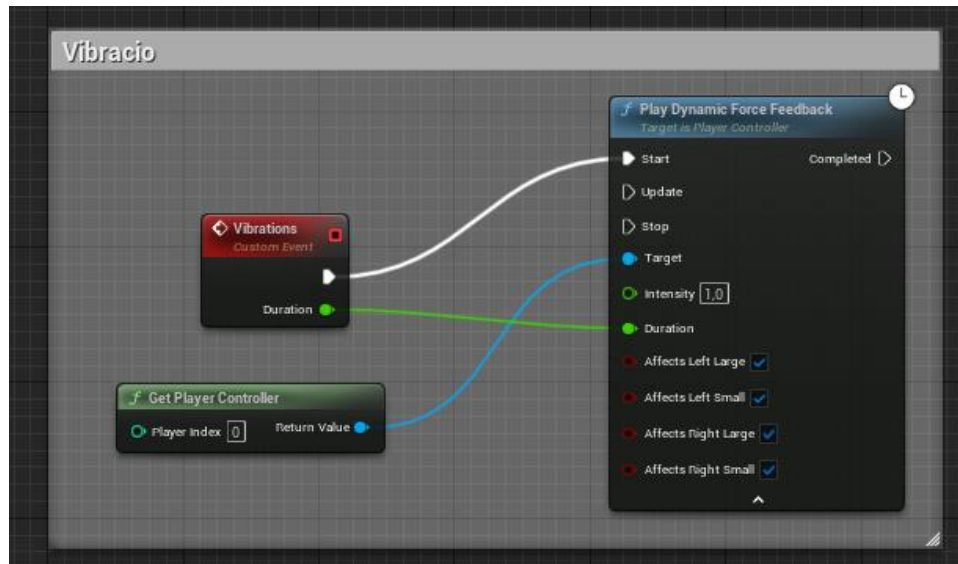 Vibracio
Vibrations
Custom Event
Duration
f Get Player Controller
Player Index 0
Return Value
f Play Dynamic Force Feedback
Target is Player Controller
Start
Completed
Update
Stop
Target
Intensity 1,0
Duration
Affects Left Large
Affects Left Small
Affects Right Large
Affects Right Small